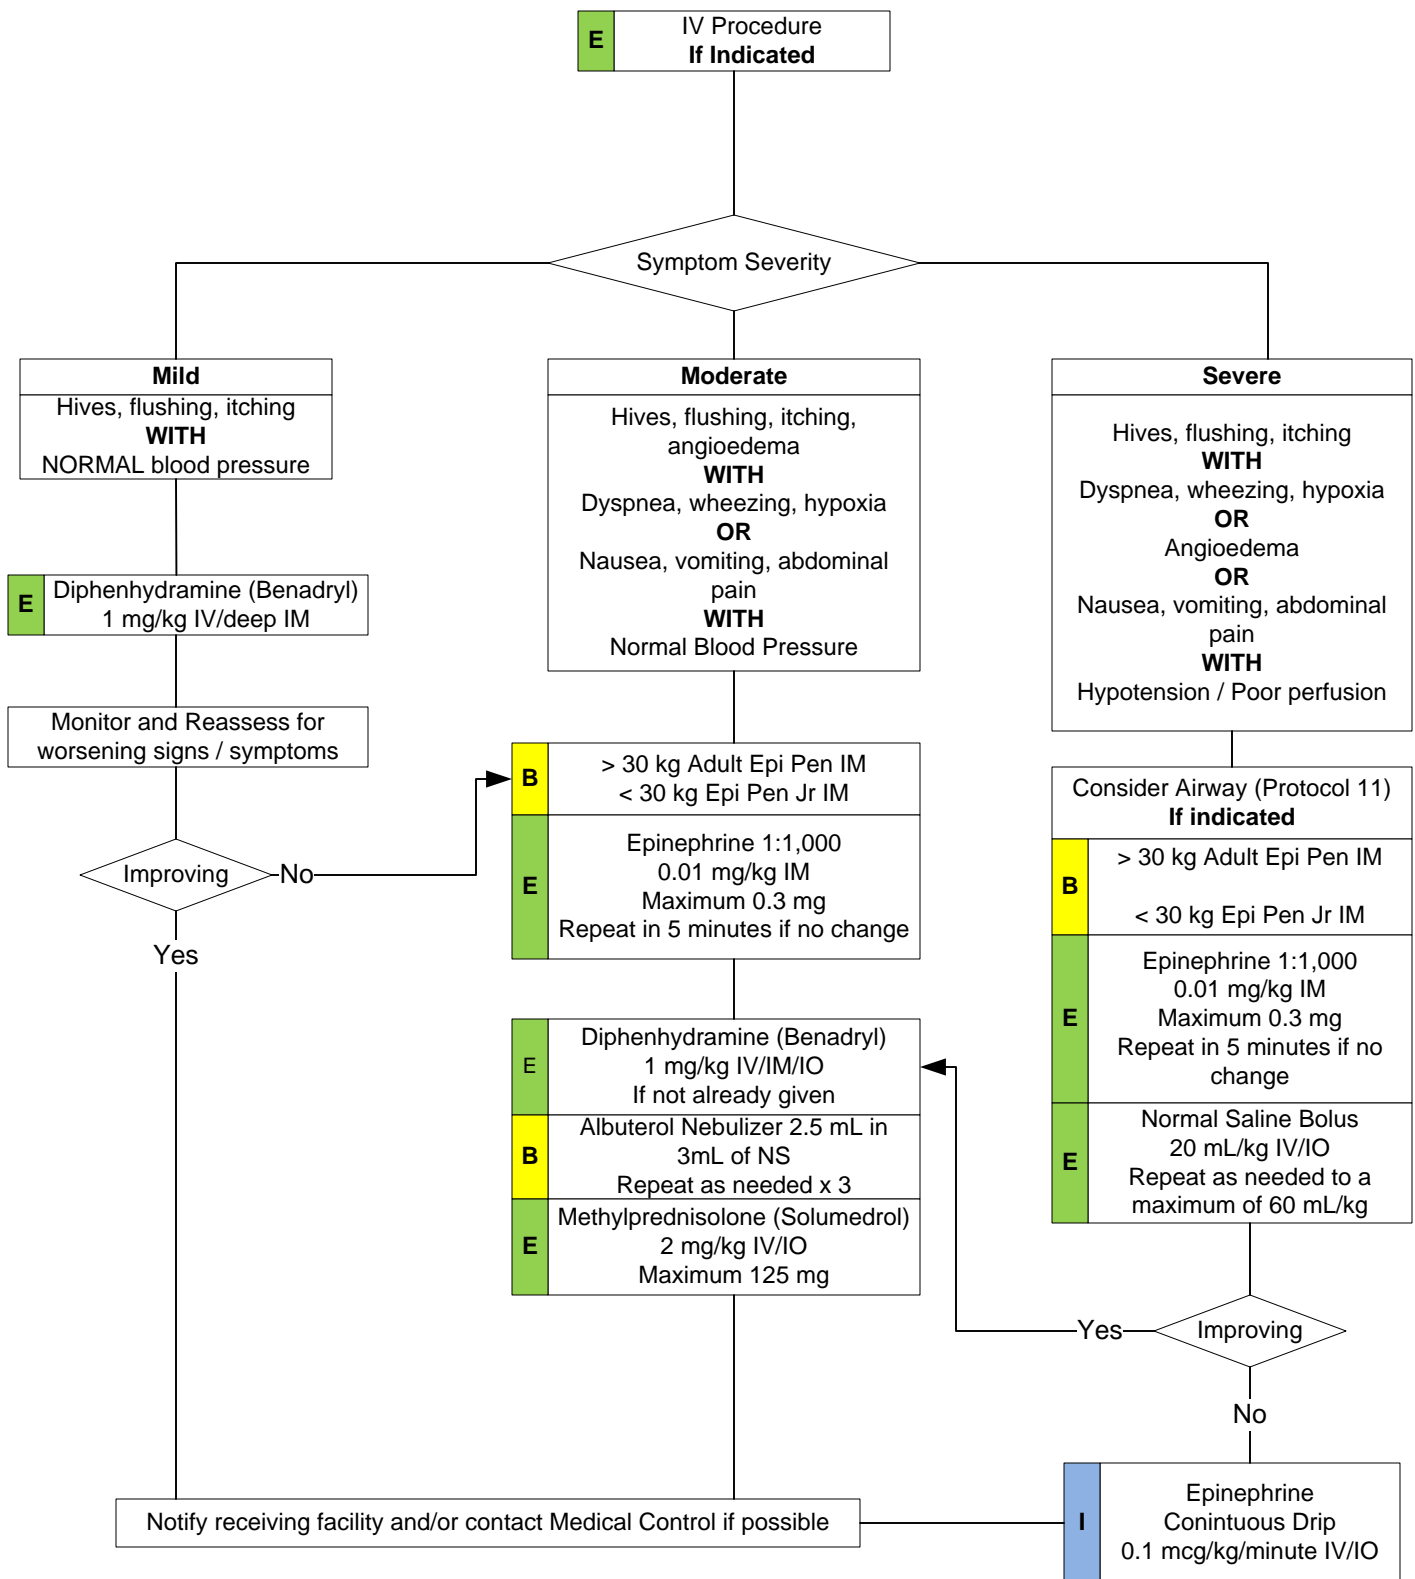 E
IV Procedure
If Indicated
Symptom Severity
Mild
Hives, flushing, itching
WITH
NORMAL blood pressure
E
Diphenhydramine (Benadryl)
1 mg/kg IV/deep IM
Monitor and Reassess for
worsening signs / symptoms
Improving
No
Yes
Moderate
Hives, flushing, itching,
angioedema
WITH
Dyspnea, wheezing, hypoxia
OR
Nausea, vomiting, abdominal
pain
WITH
Normal Blood Pressure
B
> 30 kg Adult Epi Pen IM
< 30 kg Epi Pen Jr IM
E
Epinephrine 1:1,000
0.01 mg/kg IM
Maximum 0.3 mg
Repeat in 5 minutes if no change
E
Diphenhydramine (Benadryl)
1 mg/kg IV/IM/IO
If not already given
B
Albuterol Nebulizer 2.5 mL in
3mL of NS
Repeat as needed x 3
E
Methylprednisolone (Solumedrol)
2 mg/kg IV/IO
Maximum 125 mg
Severe
Hives, flushing, itching
WITH
Dyspnea, wheezing, hypoxia
OR
Angioedema
OR
Nausea, vomiting, abdominal
pain
WITH
Hypotension / Poor perfusion
Consider Airway (Protocol 11)
If indicated
B
> 30 kg Adult Epi Pen IM
< 30 kg Epi Pen Jr IM
E
Epinephrine 1:1,000
0.01 mg/kg IM
Maximum 0.3 mg
Repeat in 5 minutes if no
change
E
Normal Saline Bolus
20 mL/kg IV/IO
Repeat as needed to a
maximum of 60 mL/kg
Improving
Yes
No
I
Epinephrine
Conintuous Drip
0.1 mcg/kg/minute IV/IO
Notify receiving facility and/or contact Medical Control if possible